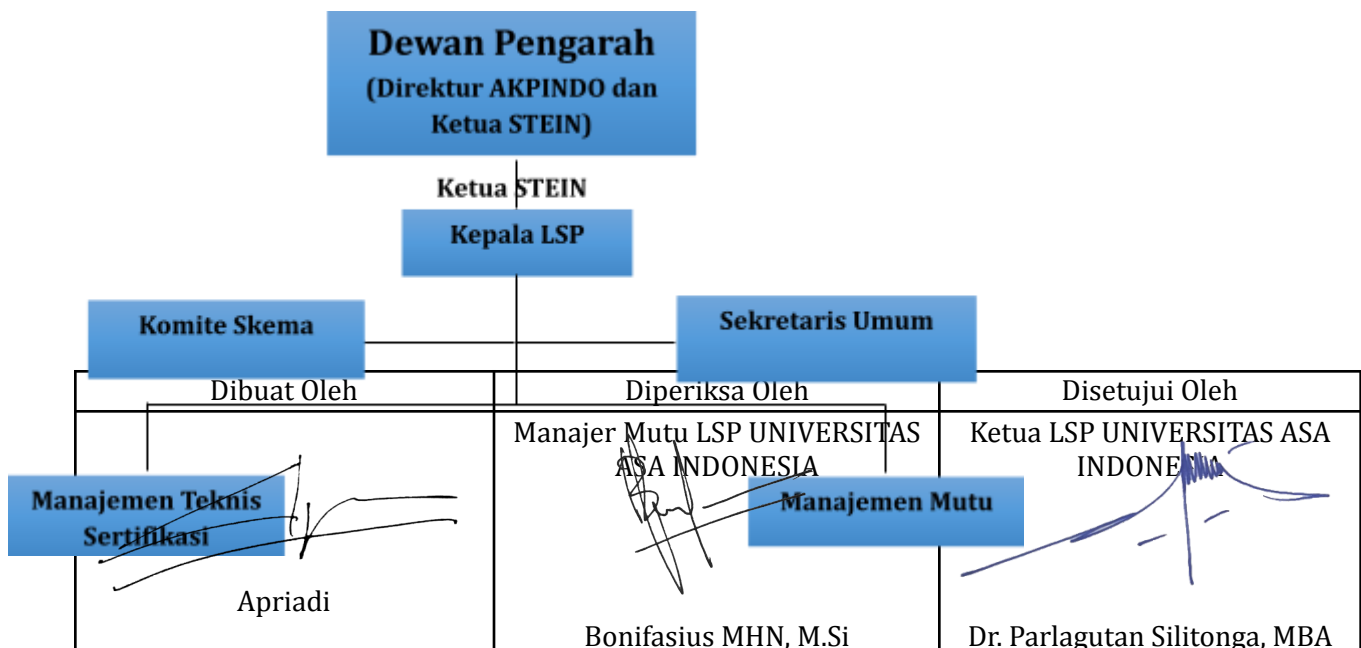 Dewan Pengarah
(Direktur AKPINDO dan
Ketua STEIN)
Ketua STEIN
Kepala LSP
Komite Skema
Sekretaris Umum
Dibuat Oleh
Diperiksa Oleh
Disetujui Oleh
Manajer Mutu LSP UNIVERSITAS
ASA INDONESIA
Ketua LSP UNIVERSITAS ASA
INDONESIA
Manajemen Teknis
Sertifikasi
Manajemen Mutu
Apriadi
Bonifasius MHN, M.Si
Dr. Parlagutan Silitonga, MBA